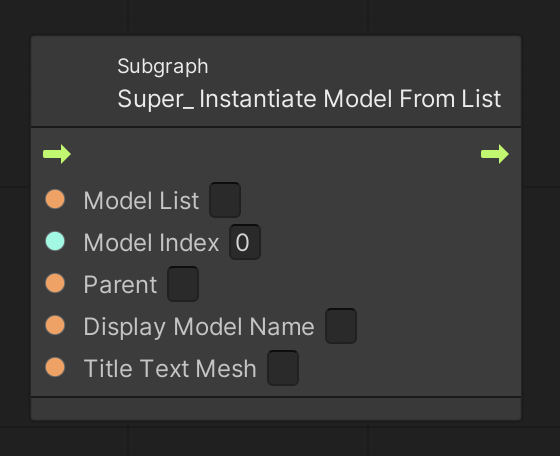 Subgraph
Super_ Instantiate Model From List
Model List
Model Index 0
Parent
Display Model Name
Title Text Mesh